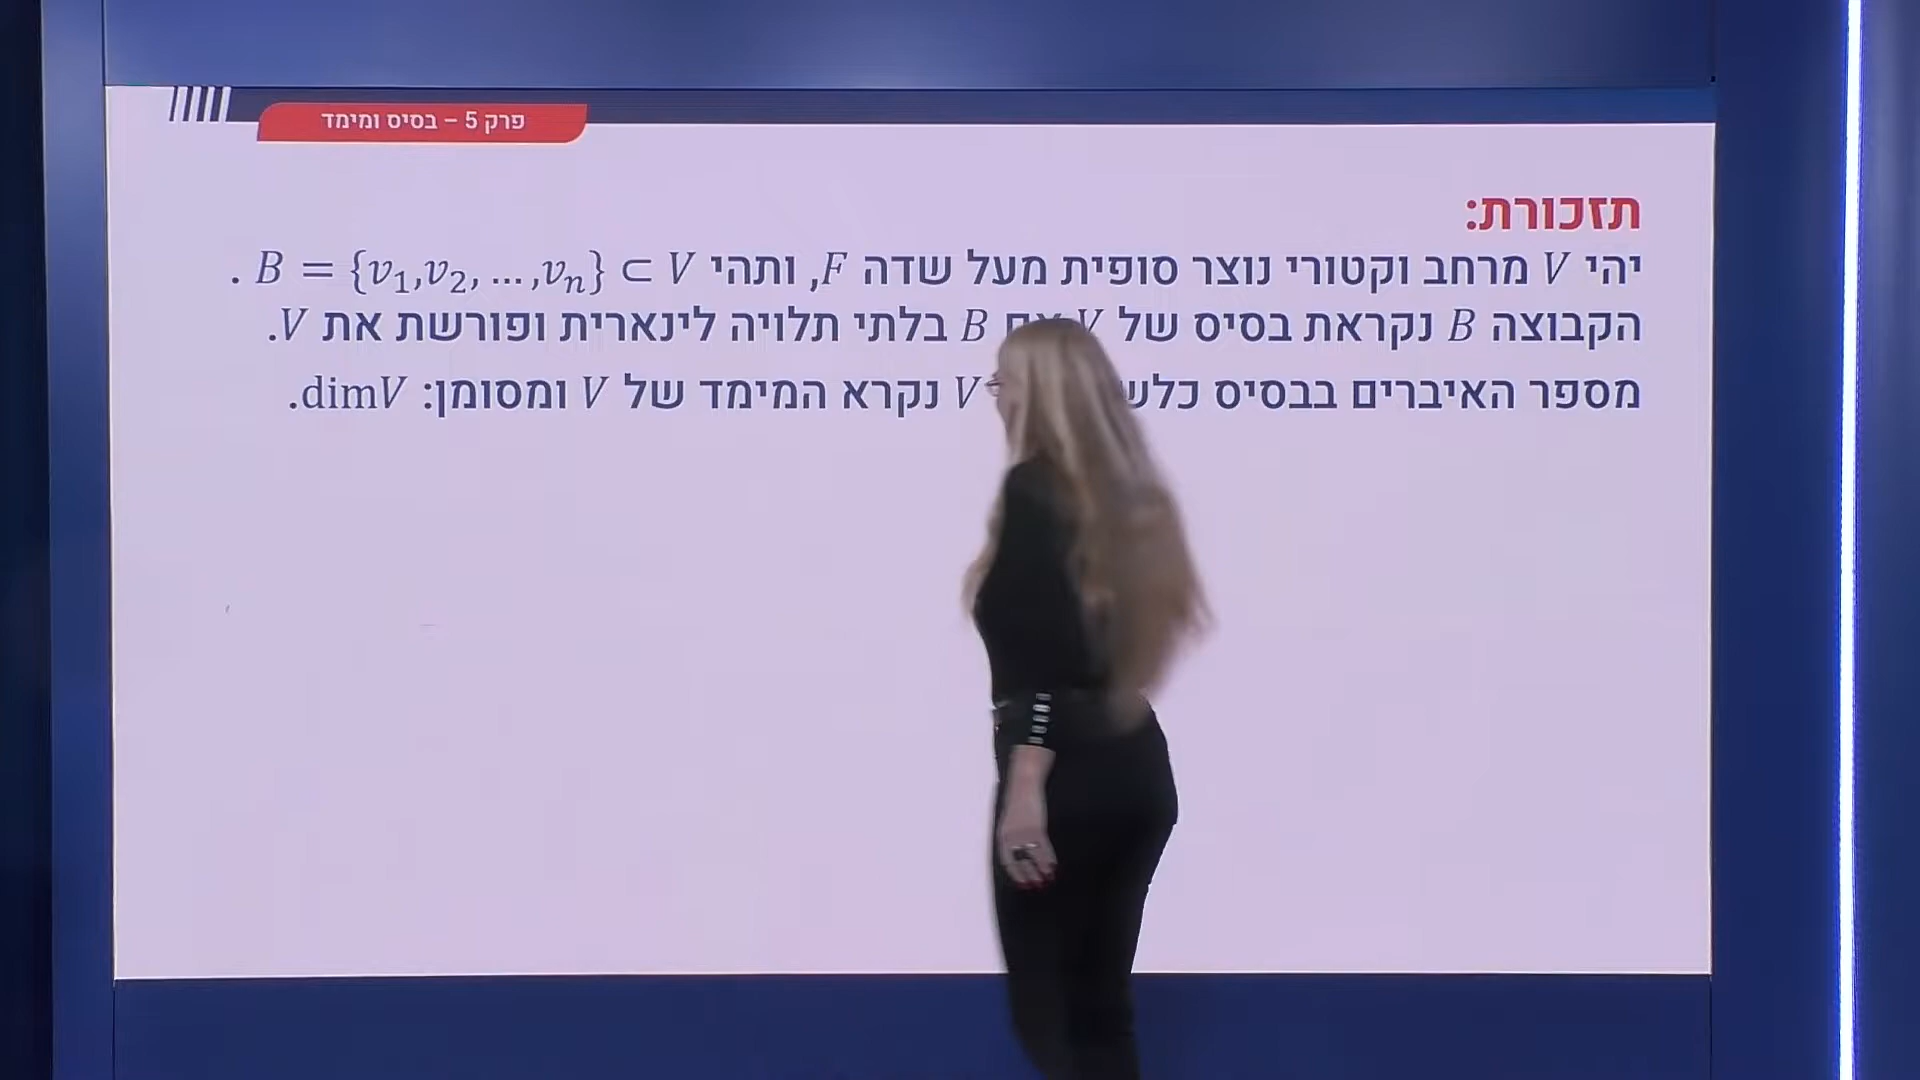 פרק 5 – בסיס ומימד
תזכורת:
יהי V מרחב וקטורי נוצר סופית מעל שדה F, ותהי B = {v₁,v₂, ...,vₙ} ⊂ V .
הקבוצה B נקראת בסיס של V אם B בלתי תלויה לינארית ופורשת את V.
מספר האיברים בבסיס V נקרא המימד של V ומסומן: dimV.